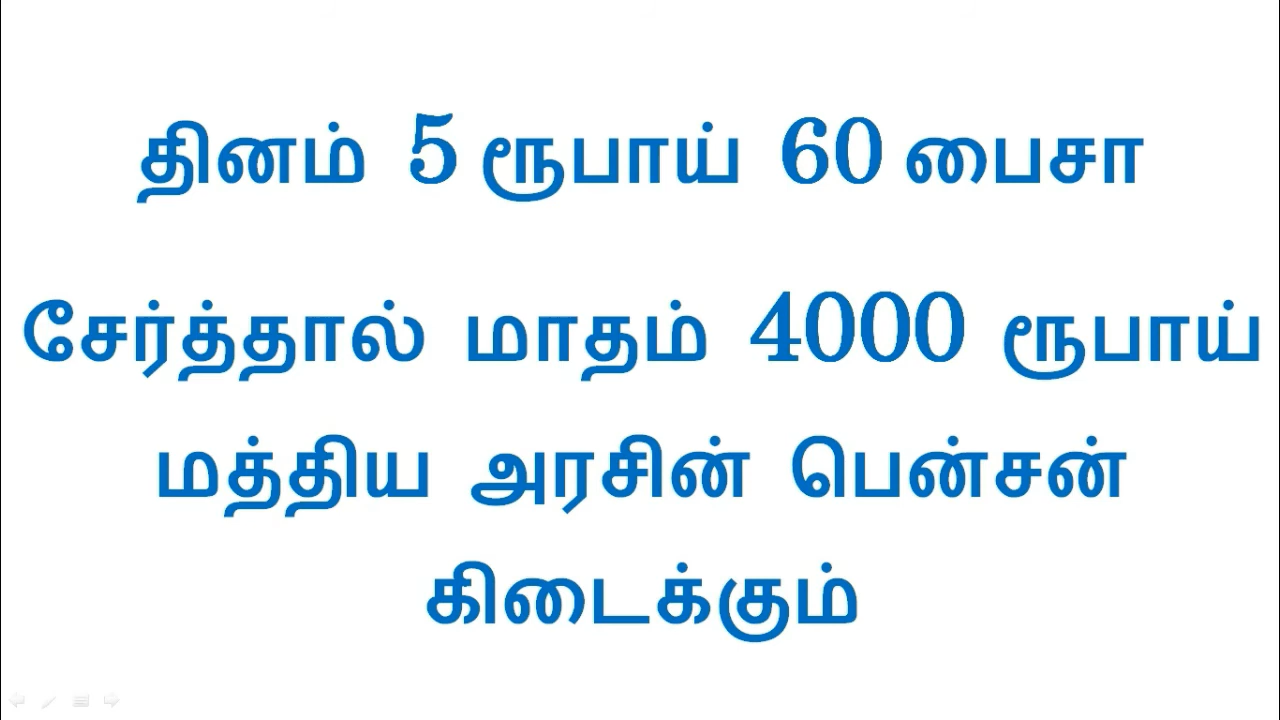 தினம் 5 ரூபாய் 60 பைசா
சேர்த்தால் மாதம் 4000 ரூபாய்
மத்திய அரசின் பென்சன்
கிடைக்கும்